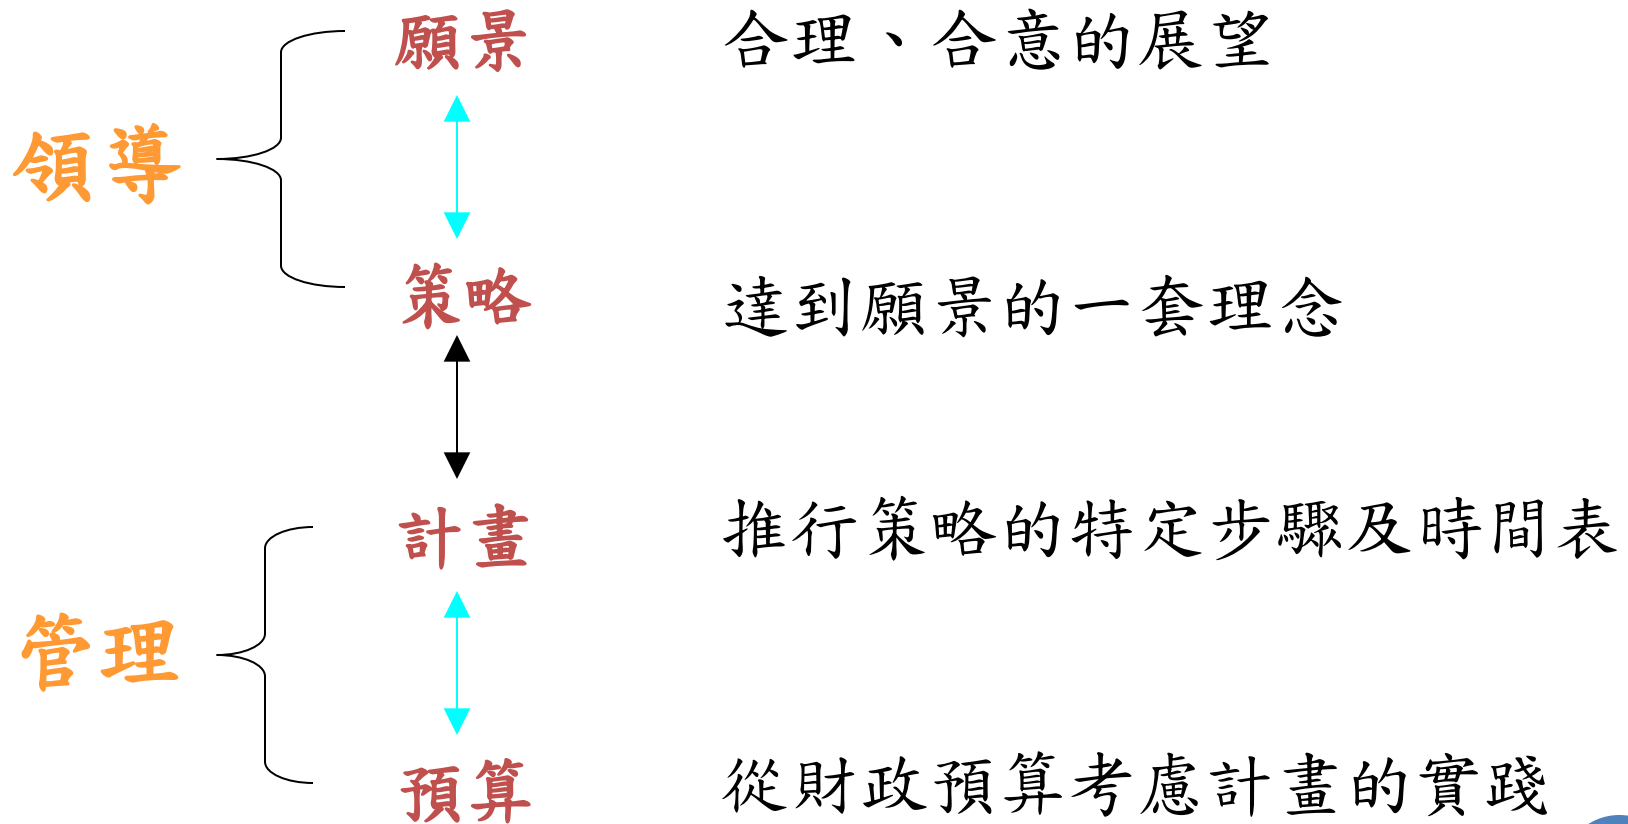 願景 合理、合意的展望
領導
策略 達到願景的一套理念
計畫 推行策略的特定步驟及時間表
管理
預算 從財政預算考慮計畫的實踐